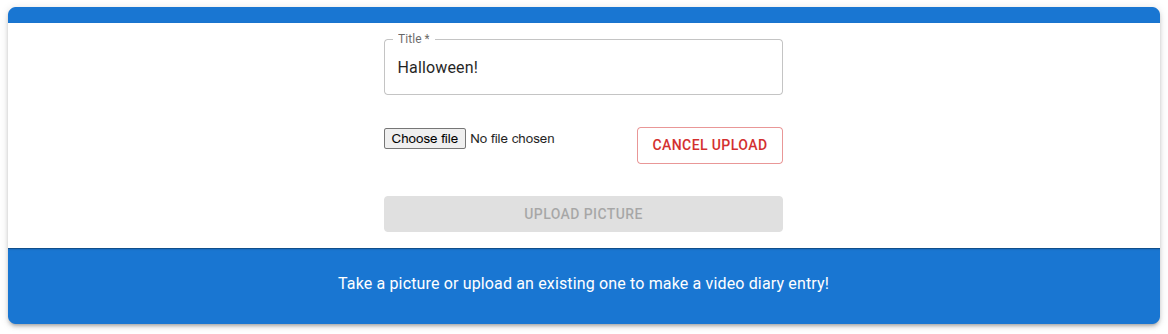 Title *
Halloween!
Choose file No file chosen
CANCEL UPLOAD
UPLOAD PICTURE
Take a picture or upload an existing one to make a video diary entry!